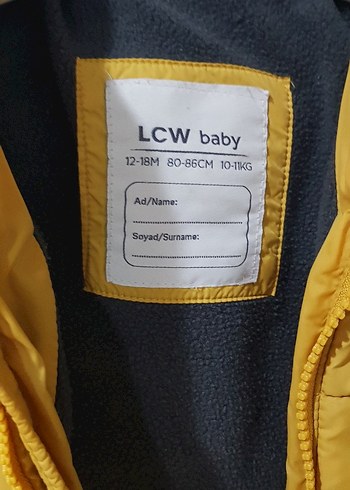 LCW baby
12-18M 80-86CM 10-11KG
Ad/Name:
Soyad/Surname: